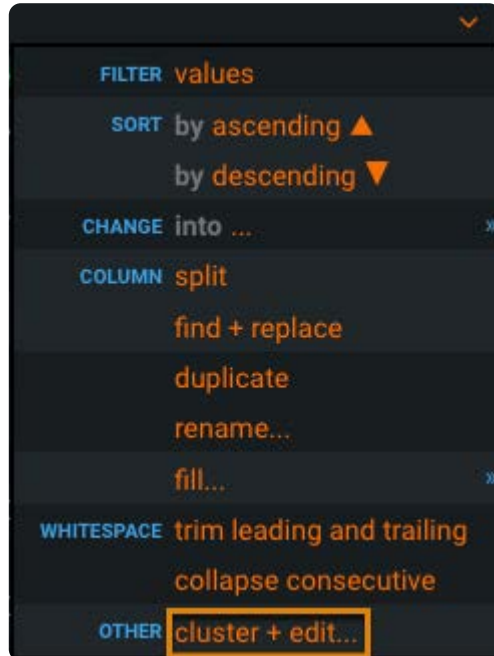 FILTER values
SORT by ascending ▲
by descending ▼
CHANGE into ... »
COLUMN split
find + replace
duplicate
rename...
fill... »
WHITESPACE trim leading and trailing
collapse consecutive
OTHER cluster + edit...